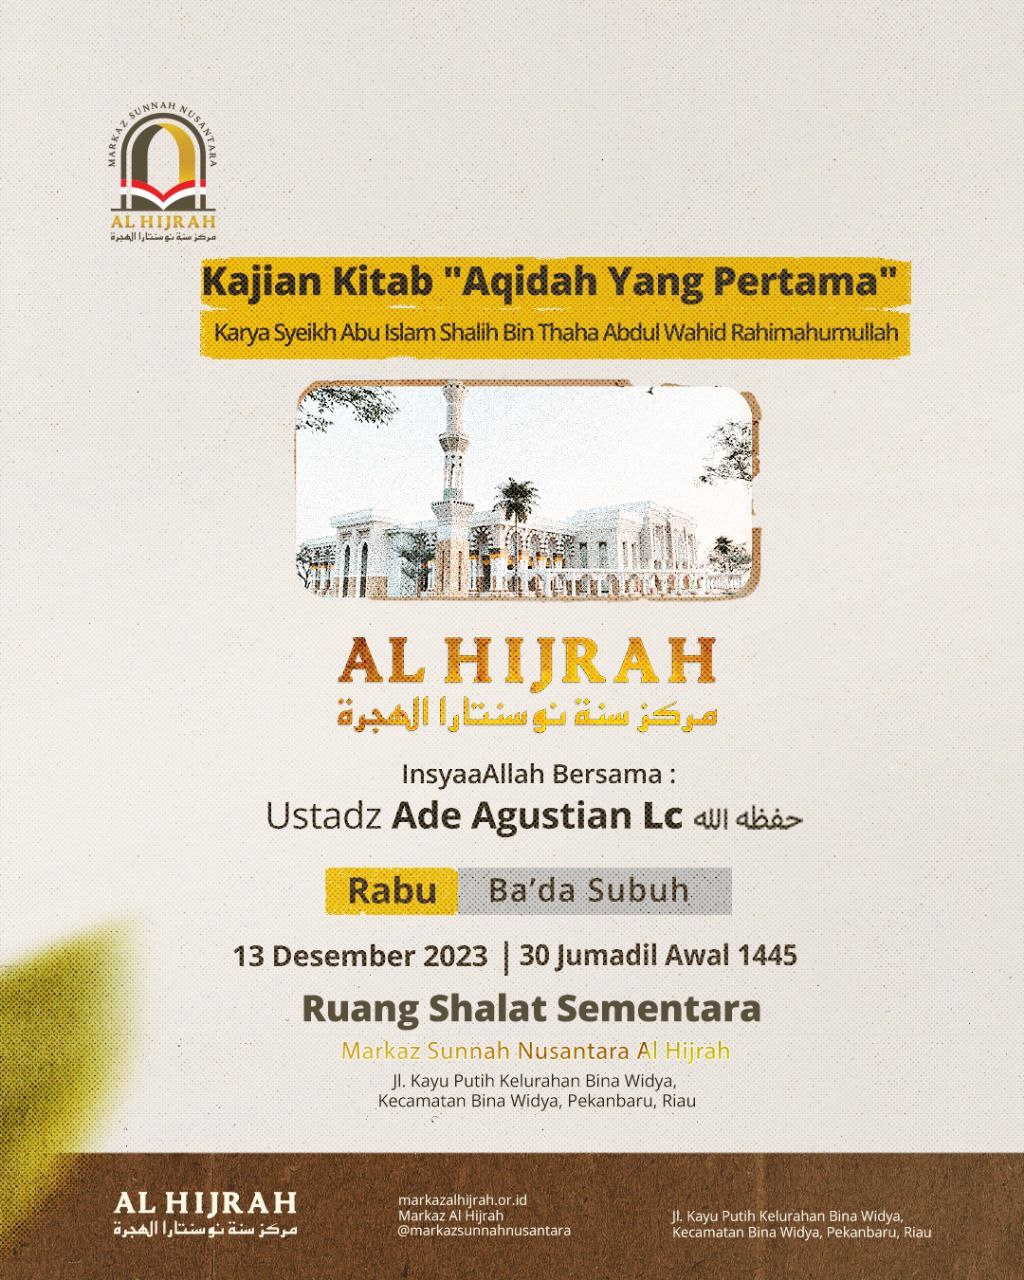 MARKAZ SUNNAH NUSANTARA
AL HIJRAH
مركز سنة نوسنتارا الهجرة
Kajian Kitab "Aqidah Yang Pertama"
Karya Syeikh Abu Islam Shalih Bin Thaha Abdul Wahid Rahimahumullah
AL HIJRAH
مركز سنة نوسنتارا الهجرة
InsyaaAllah Bersama :
Ustadz Ade Agustian Lc حفظه الله
Rabu Ba’da Subuh
13 Desember 2023 | 30 Jumadil Awal 1445
Ruang Shalat Sementara
Markaz Sunnah Nusantara Al Hijrah
Jl. Kayu Putih Kelurahan Bina Widya,
Kecamatan Bina Widya, Pekanbaru, Riau
AL HIJRAH
مركز سنة نوسنتارا الهجرة
markazalhijrah.or.id
Markaz Al Hijrah
@markazsunnahnusantara
Jl. Kayu Putih Kelurahan Bina Widya,
Kecamatan Bina Widya, Pekanbaru, Riau